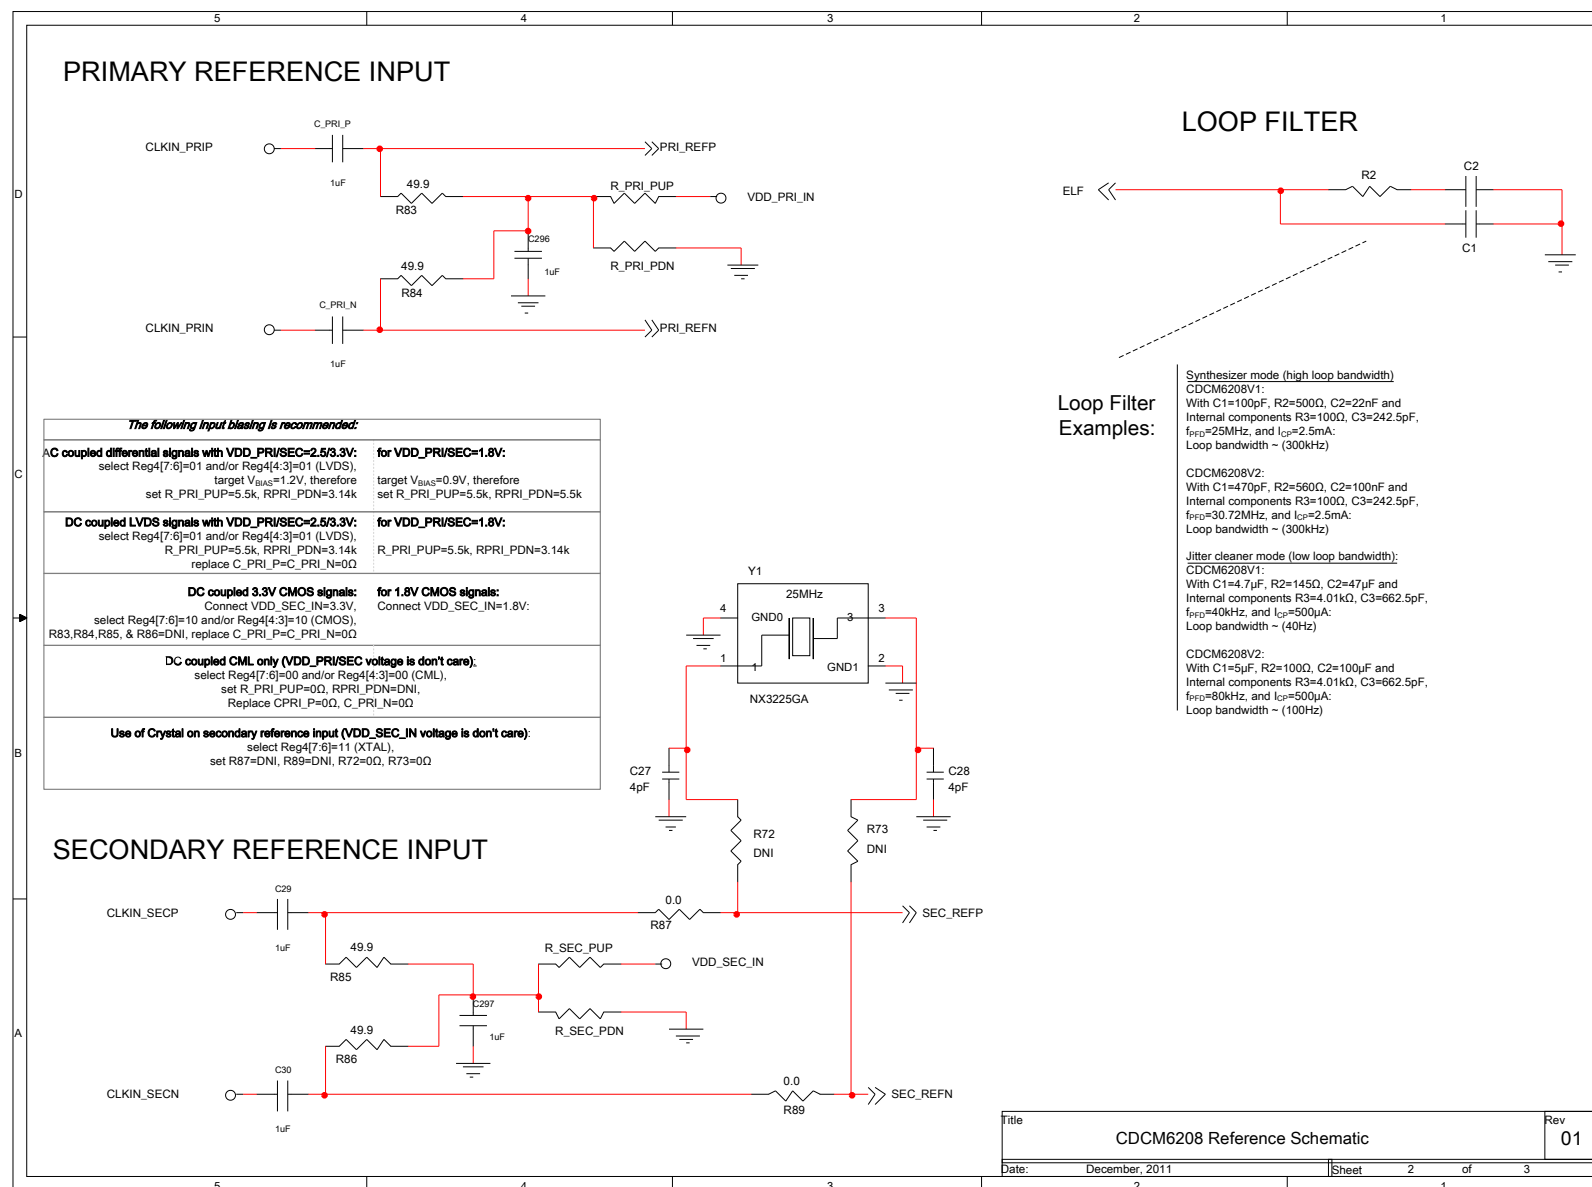 5 4 3 2 1
PRIMARY REFERENCE INPUT
LOOP FILTER
D
C_PRI_P
CLKIN_PRIP
PRI_REFP
1uF
49.9
R83
R_PRI_PUP
VDD_PRI_IN
C296
1uF
R_PRI_PDN
49.9
R84
C_PRI_N
CLKIN_PRIN
PRI_REFN
1uF
ELF
R2
C2
C1
Loop Filter
Examples:
Synthesizer mode (high loop bandwidth)
CDCM6208V1:
With C1=100pF, R2=500Ω, C2=22nF and
Internal components R3=100Ω, C3=242.5pF,
fPFD=25MHz, and ICP=2.5mA:
Loop bandwidth ~ (300kHz)
CDCM6208V2:
With C1=470pF, R2=560Ω, C2=100nF and
Internal components R3=100Ω, C3=242.5pF,
fPFD=30.72MHz, and ICP=2.5mA:
Loop bandwidth ~ (300kHz)
Jitter cleaner mode (low loop bandwidth):
CDCM6208V1:
With C1=4.7µF, R2=145Ω, C2=47µF and
Internal components R3=4.01kΩ, C3=662.5pF,
fPFD=40kHz, and ICP=500µA:
Loop bandwidth ~ (40Hz)
CDCM6208V2:
With C1=5µF, R2=100Ω, C2=100µF and
Internal components R3=4.01kΩ, C3=662.5pF,
fPFD=80kHz, and ICP=500µA:
Loop bandwidth ~ (100Hz)
C
The following input biasing is recommended:
AC coupled differential signals with VDD_PRI/SEC=2.5/3.3V: for VDD_PRI/SEC=1.8V:
select Reg4[7:6]=01 and/or Reg4[4:3]=01 (LVDS),
target VBIAS=1.2V, therefore target VBIAS=0.9V, therefore
set R_PRI_PUP=5.5k, RPRI_PDN=3.14k set R_PRI_PUP=5.5k, RPRI_PDN=5.5k
DC coupled LVDS signals with VDD_PRI/SEC=2.5/3.3V: for VDD_PRI/SEC=1.8V:
select Reg4[7:6]=01 and/or Reg4[4:3]=01 (LVDS),
R_PRI_PUP=5.5k, RPRI_PDN=3.14k R_PRI_PUP=5.5k, RPRI_PDN=3.14k
replace C_PRI_P=C_PRI_N=0Ω
DC coupled 3.3V CMOS signals: for 1.8V CMOS signals:
Connect VDD_SEC_IN=3.3V, Connect VDD_SEC_IN=1.8V:
select Reg4[7:6]=10 and/or Reg4[4:3]=10 (CMOS),
R83,R84,R85, & R86=DNI, replace C_PRI_P=C_PRI_N=0Ω
DC coupled CML only (VDD_PRI/SEC voltage is don't care):
select Reg4[7:6]=00 and/or Reg4[4:3]=00 (CML),
set R_PRI_PUP=0Ω, RPRI_PDN=DNI,
Replace CPRI_P=0Ω, C_PRI_N=0Ω
Use of Crystal on secondary reference input (VDD_SEC_IN voltage is don't care):
select Reg4[7:6]=11 (XTAL),
set R87=DNI, R89=DNI, R72=0Ω, R73=0Ω
B
Y1
25MHz
4
GND0
3
3
1
1
GND1
2
NX3225GA
C27
4pF
C28
4pF
R72
DNI
R73
DNI
SECONDARY REFERENCE INPUT
A
C29
CLKIN_SECP
1uF
0.0
R87
SEC_REFP
49.9
R85
R_SEC_PUP
VDD_SEC_IN
C297
1uF
R_SEC_PDN
49.9
R86
C30
CLKIN_SECN
1uF
0.0
R89
SEC_REFN
Title
CDCM6208 Reference Schematic
Rev
01
Date: December, 2011 Sheet 2 of 3
5 4 3 2 1